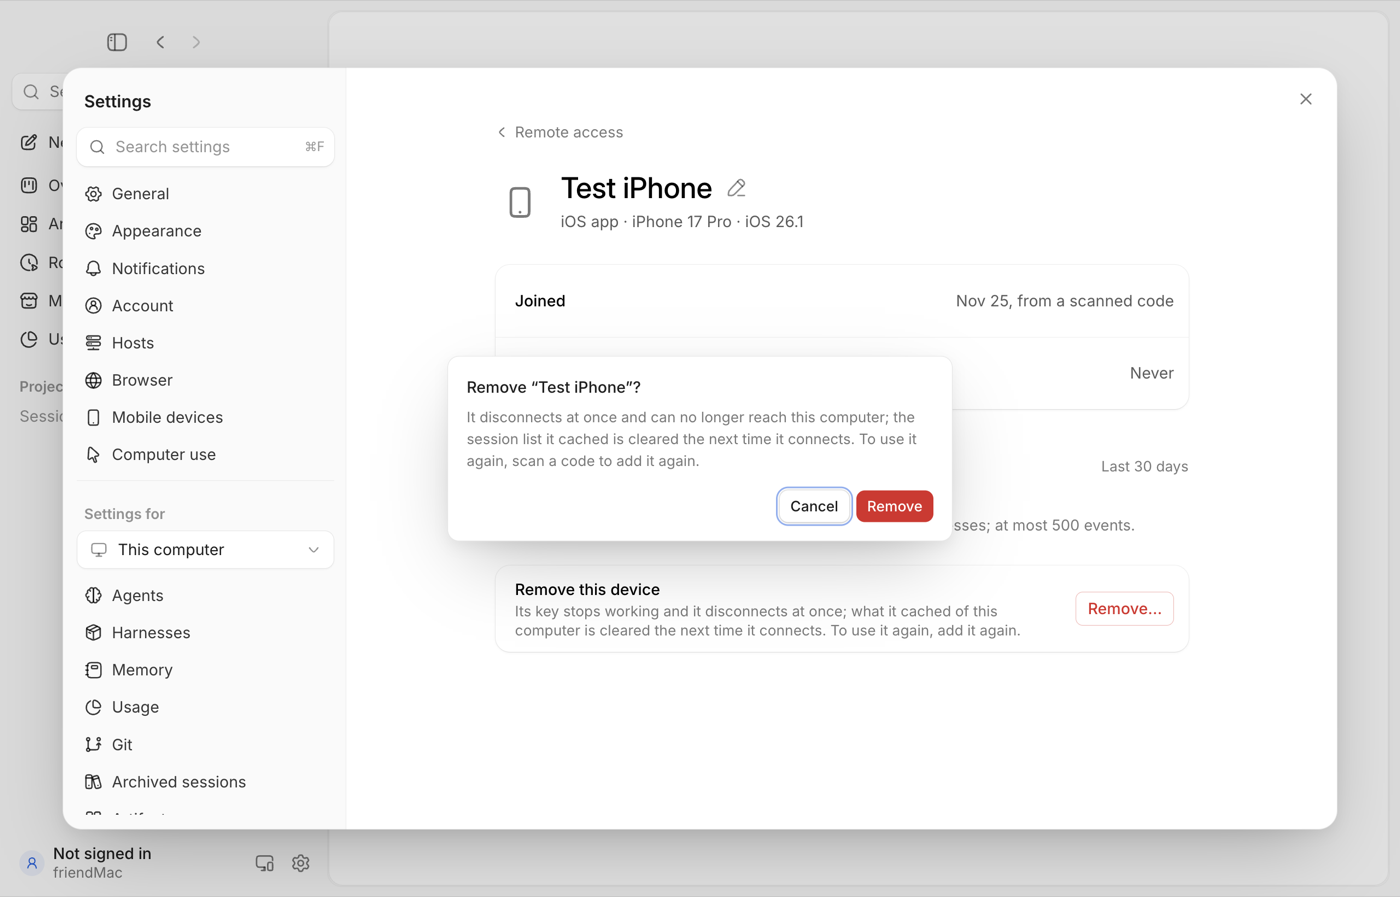 Settings
Search settings ⌘F
General
Appearance
Notifications
Account
Hosts
Browser
Mobile devices
Computer use
Settings for
This computer
Agents
Harnesses
Memory
Usage
Git
Archived sessions
Projec
Sessic
Not signed in
friendMac
Remote access
Test iPhone
iOS app · iPhone 17 Pro · iOS 26.1
Joined
Nov 25, from a scanned code
Never
Remove “Test iPhone”?
It disconnects at once and can no longer reach this computer; the
session list it cached is cleared the next time it connects. To use it
again, scan a code to add it again.
Cancel
Remove
Last 30 days
sses; at most 500 events.
Remove this device
Its key stops working and it disconnects at once; what it cached of this
computer is cleared the next time it connects. To use it again, add it again.
Remove...